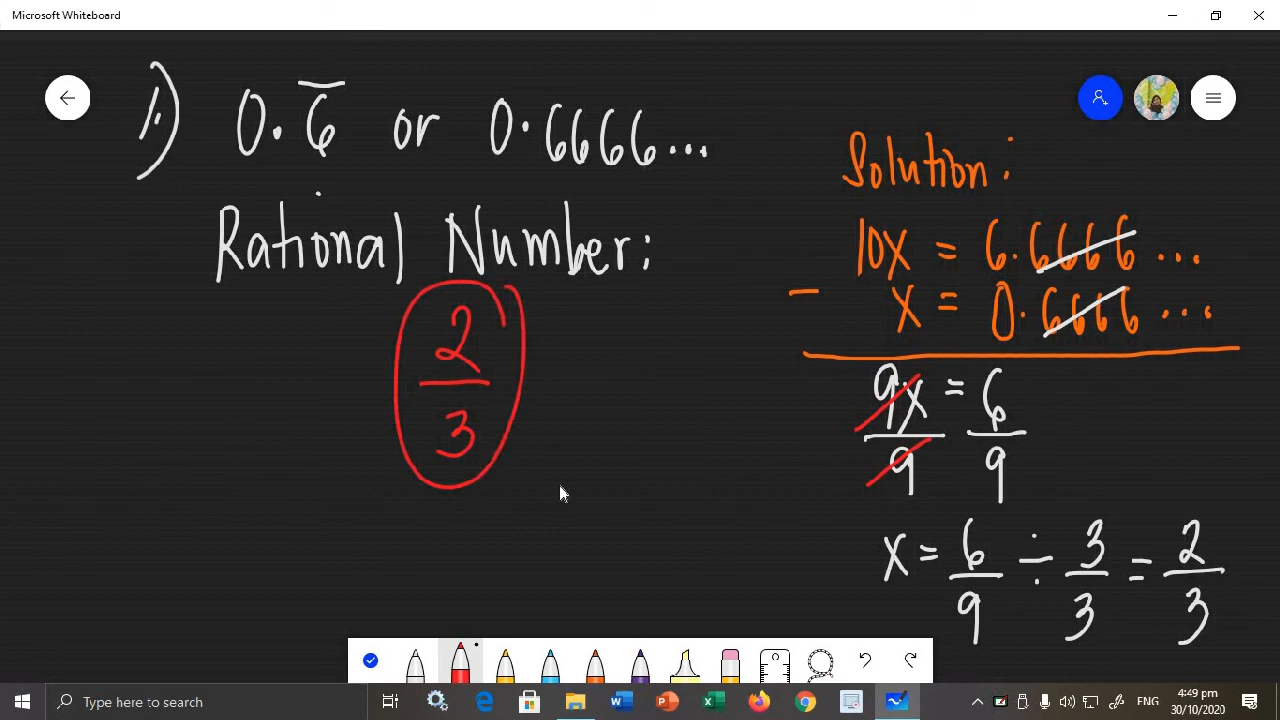 Microsoft Whiteboard
1.) 0.6̅ or 0.6666...
Rational Number:
2/3
Solution:
10x = 6.6666...
- x = 0.6666...
9x/9 = 6/9
x = 6/9 ÷ 3/3 = 2/3
Type here to search
ENG
4:49 pm
30/10/2020